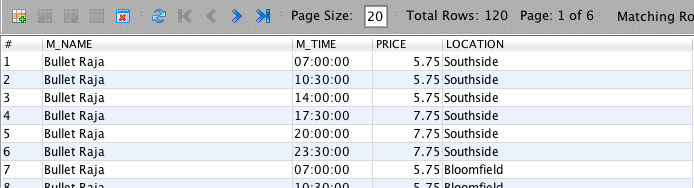 Page Size: 20 Total Rows: 120 Page: 1 of 6 Matching Ro
# M_NAME M_TIME PRICE LOCATION
1 Bullet Raja 07:00:00 5.75 Southside
2 Bullet Raja 10:30:00 5.75 Southside
3 Bullet Raja 14:00:00 5.75 Southside
4 Bullet Raja 17:30:00 7.75 Southside
5 Bullet Raja 20:00:00 7.75 Southside
6 Bullet Raja 23:30:00 7.75 Southside
7 Bullet Raja 07:00:00 5.75 Bloomfield
8 Bullet Raja 10:30:00 5.75 Bloomfield